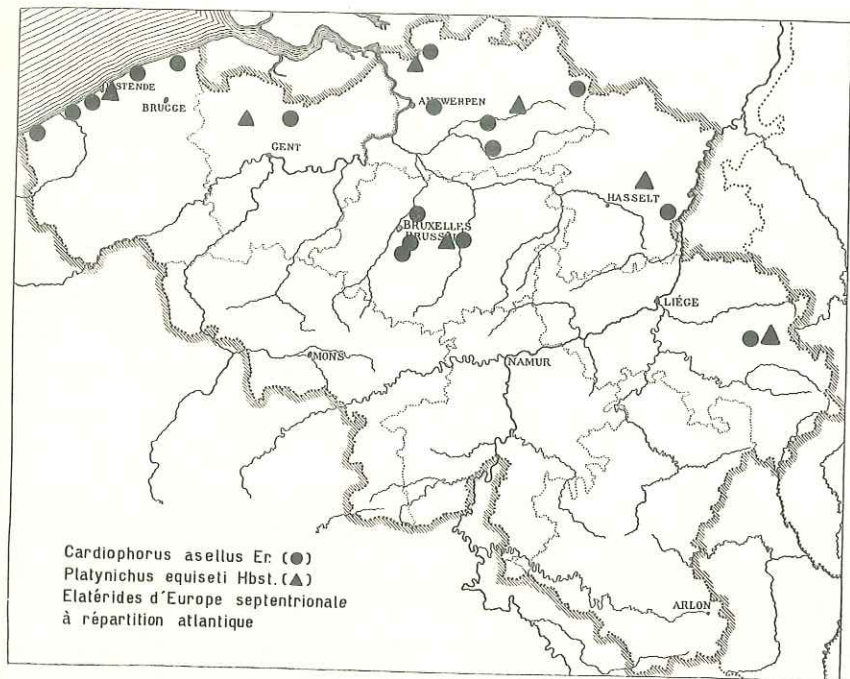 OSTENDE
BRUGGE
ANTWERPEN
GENT
HASSELT
BRUXELLES
BRUSSEL
LIÉGE
MONS
NAMUR
ARLON
Cardiophorus asellus Er. (●)
Platynichus equiseti Hbst. (▲)
Elatérides d'Europe septentrionale
à répartition atlantique